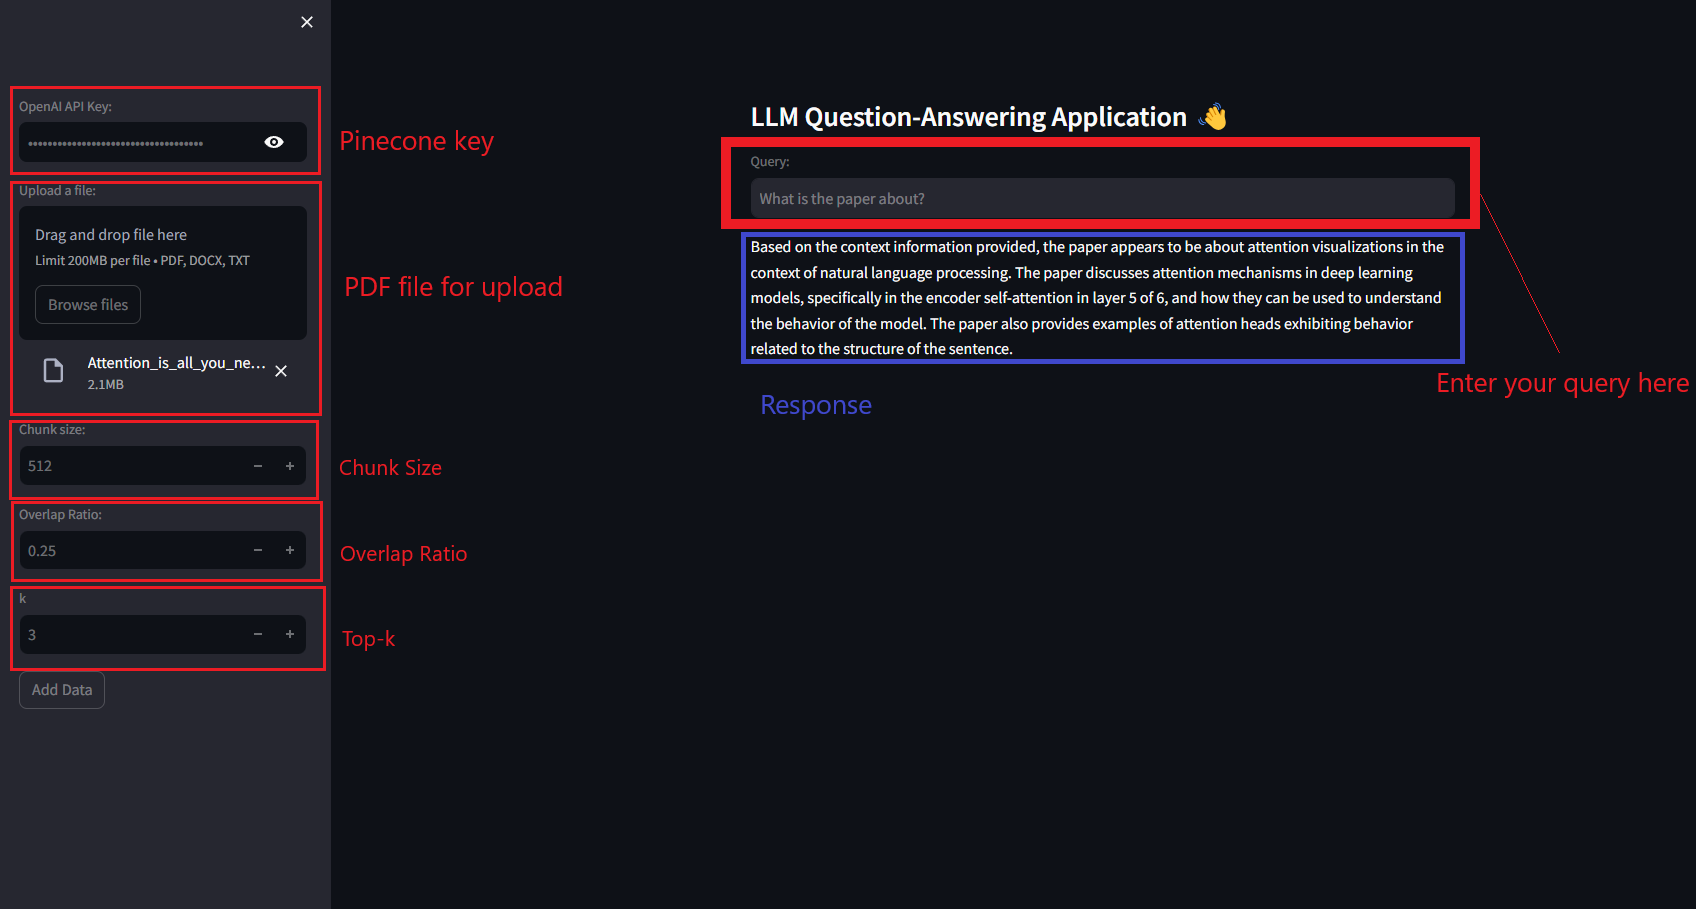 OpenAI API Key:
Pinecone key
Upload a file:
Drag and drop file here
Limit 200MB per file • PDF, DOCX, TXT
Browse files
PDF file for upload
Attention_is_all_you_ne...
2.1MB
Chunk size:
512
Chunk Size
Overlap Ratio:
0.25
Overlap Ratio
k
3
Top-k
Add Data
LLM Question-Answering Application 👋
Query:
What is the paper about?
Based on the context information provided, the paper appears to be about attention visualizations in the
context of natural language processing. The paper discusses attention mechanisms in deep learning
models, specifically in the encoder self-attention in layer 5 of 6, and how they can be used to understand
the behavior of the model. The paper also provides examples of attention heads exhibiting behavior
related to the structure of the sentence.
Enter your query here
Response